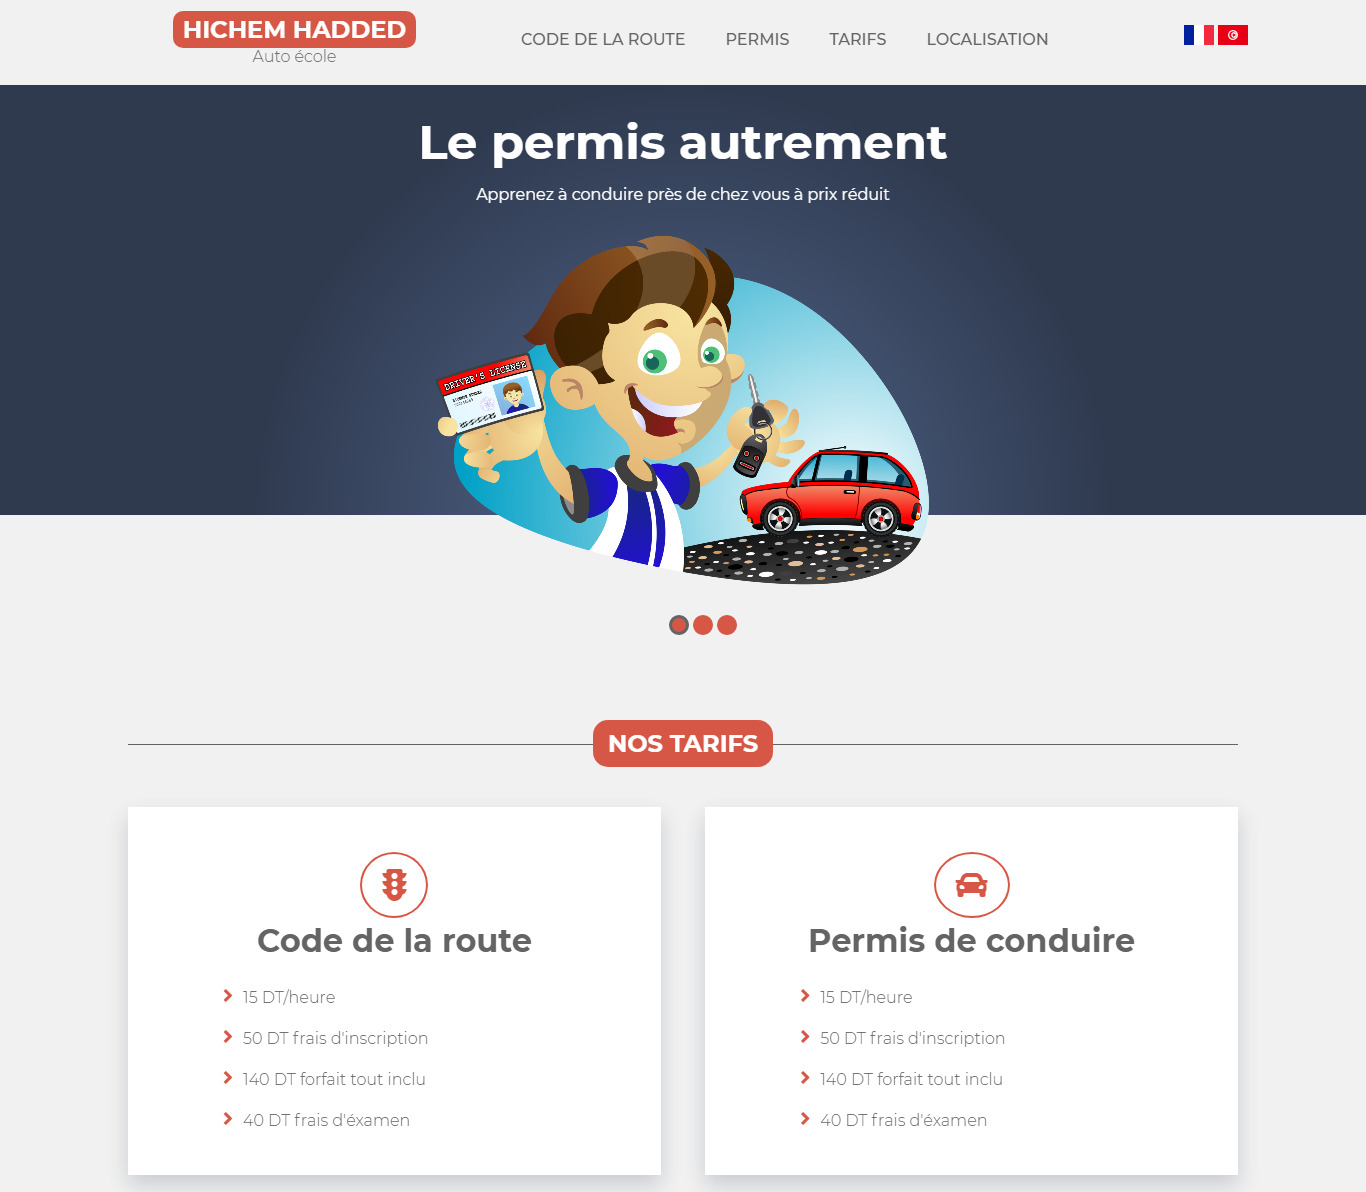 HICHEM HADDED
Auto école
CODE DE LA ROUTE
PERMIS
TARIFS
LOCALISATION
Le permis autrement
Apprenez à conduire près de chez vous à prix réduit
DRIVER'S LICENSE
NOS TARIFS
Code de la route
15 DT/heure
50 DT frais d'inscription
140 DT forfait tout inclu
40 DT frais d'éxamen
Permis de conduire
15 DT/heure
50 DT frais d'inscription
140 DT forfait tout inclu
40 DT frais d'éxamen